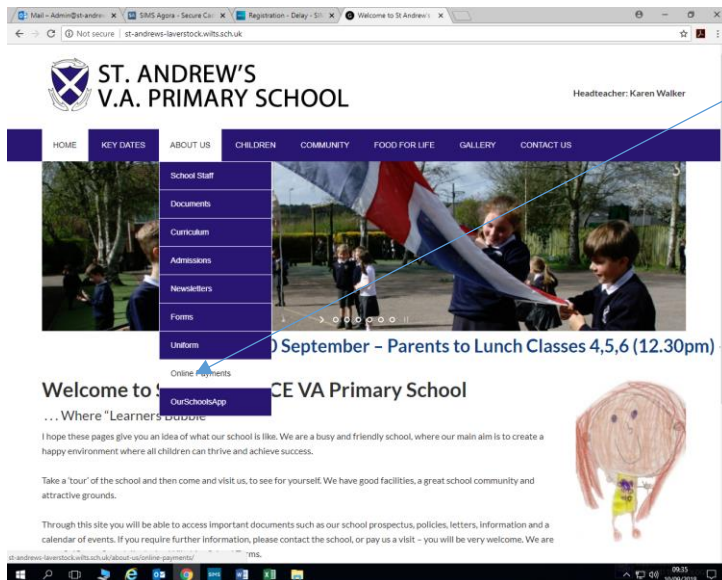 Mail – Admin@st-andre
SIMS Agora - Secure
Registration - Delay - SI
Welcome to St Andrew's
Not secure | st-andrews-laverstock.wilts.sch.uk
ST. ANDREW'S
V.A. PRIMARY SCHOOL
Headteacher: Karen Walker
HOME KEY DATES ABOUT US CHILDREN COMMUNITY FOOD FOR LIFE GALLERY CONTACT US
School Staff
Documents
Curriculum
Admissions
Newsletters
Forms
Uniform
Online Payments
OurSchoolsApp
0 September – Parents to Lunch Classes 4,5,6 (12.30pm)
Welcome to CE VA Primary School
. . . Where "Learners Bubble"
I hope these pages give you an idea of what our school is like. We are a busy and friendly school, where our main aim is to create a
happy environment where all children can thrive and achieve success.
Take a 'tour' of the school and then come and visit us, to see for yourself. We have good facilities, a great school community and
attractive grounds.
Through this site you will be able to access important documents such as our school prospectus, policies, letters, information and a
calendar of events. If you require further information, please contact the school, or pay us a visit – you will be very welcome. We are
st-andrews-laverstock.wilts.sch.uk/about-us/online-payments/
09:35
10/09/2018